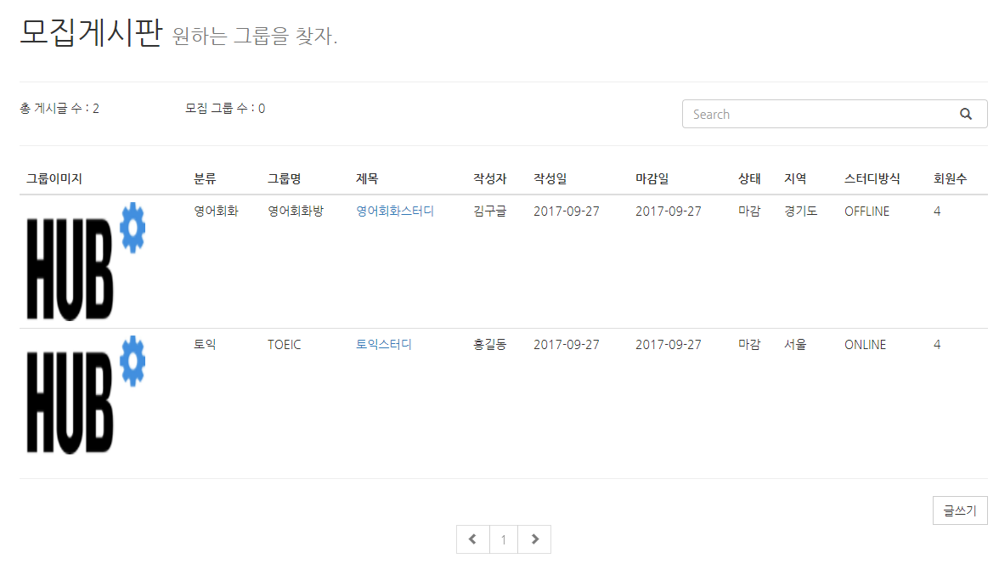 모집게시판 원하는 그룹을 찾자.
총 게시글 수 : 2 모집 그룹 수 : 0 Search
그룹이미지 분류 그룹명 제목 작성자 작성일 마감일 상태 지역 스터디방식 회원수
HUB 영어회화 영어회화방 영어회화스터디 김구글 2017-09-27 2017-09-27 마감 경기도 OFFLINE 4
HUB 토익 TOEIC 토익스터디 홍길동 2017-09-27 2017-09-27 마감 서울 ONLINE 4
글쓰기
1